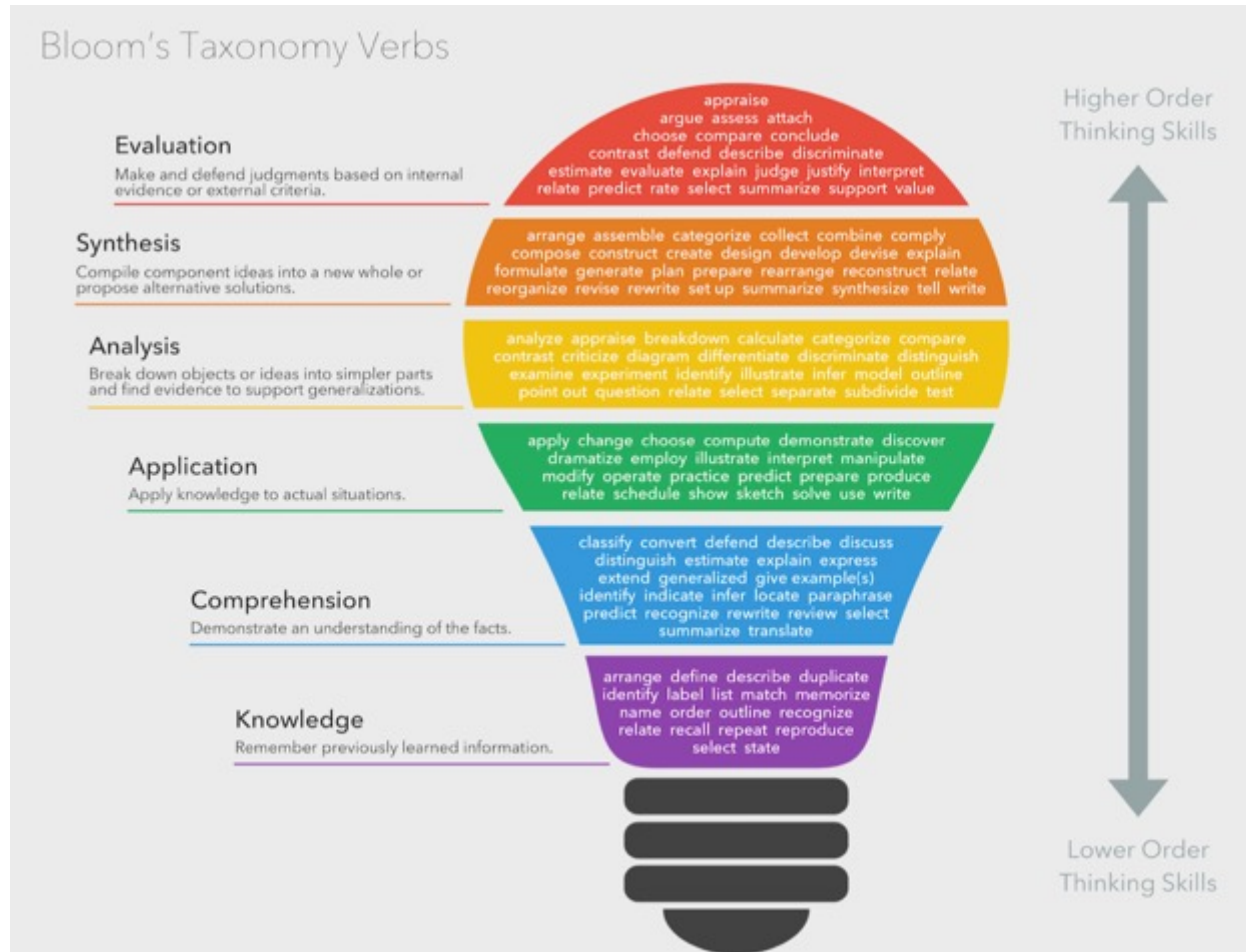 Bloom's Taxonomy Verbs
Higher Order
Thinking Skills
Evaluation
Make and defend judgments based on internal
evidence or external criteria.
appraise
argue assess attach
choose compare conclude
contrast defend describe discriminate
estimate evaluate explain judge justify interpret
relate predict rate select summarize support value
Synthesis
Compile component ideas into a new whole or
propose alternative solutions.
arrange assemble categorize collect combine comply
compose construct create design develop devise explain
formulate generate plan prepare rearrange reconstruct relate
reorganize revise rewrite set up summarize synthesize tell write
Analysis
Break down objects or ideas into simpler parts
and find evidence to support generalizations.
analyze appraise breakdown calculate categorize compare
contrast criticize diagram differentiate discriminate distinguish
examine experiment identify illustrate infer model outline
point out question relate select separate subdivide test
Application
Apply knowledge to actual situations.
apply change choose compute demonstrate discover
dramatize employ illustrate interpret manipulate
modify operate practice predict prepare produce
relate schedule show sketch solve use write
Comprehension
Demonstrate an understanding of the facts.
classify convert defend describe discuss
distinguish estimate explain express
extend generalized give example(s)
identify indicate infer locate paraphrase
predict recognize rewrite review select
summarize translate
Knowledge
Remember previously learned information.
arrange define describe duplicate
identify label list match memorize
name order outline recognize
relate recall repeat reproduce
select state
Lower Order
Thinking Skills